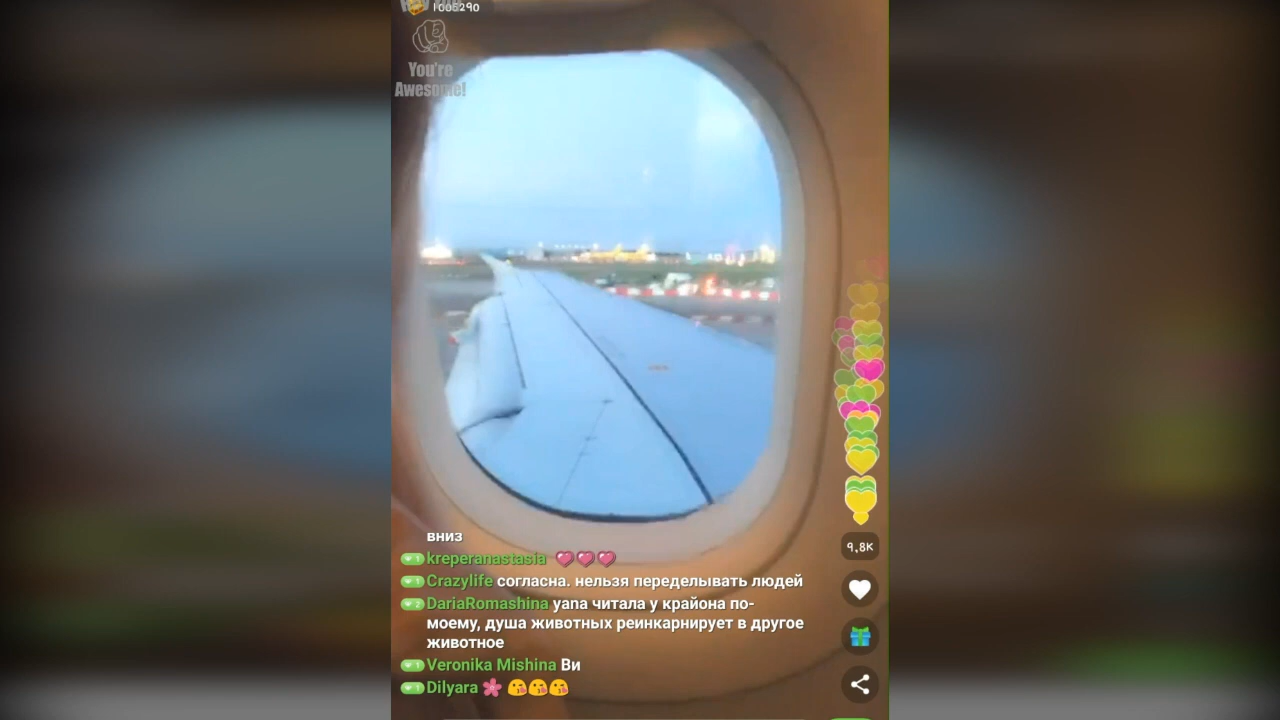 1005290
You're
Awesome!
вниз
kreperanastasia
Crazylife согласна. нельзя переделывать людей
DariaRomashina yana читала у крайона по-
моему, душа животных реинкарнирует в другое
животное
Veronika Mishina Ви
Dilyara
9,8K